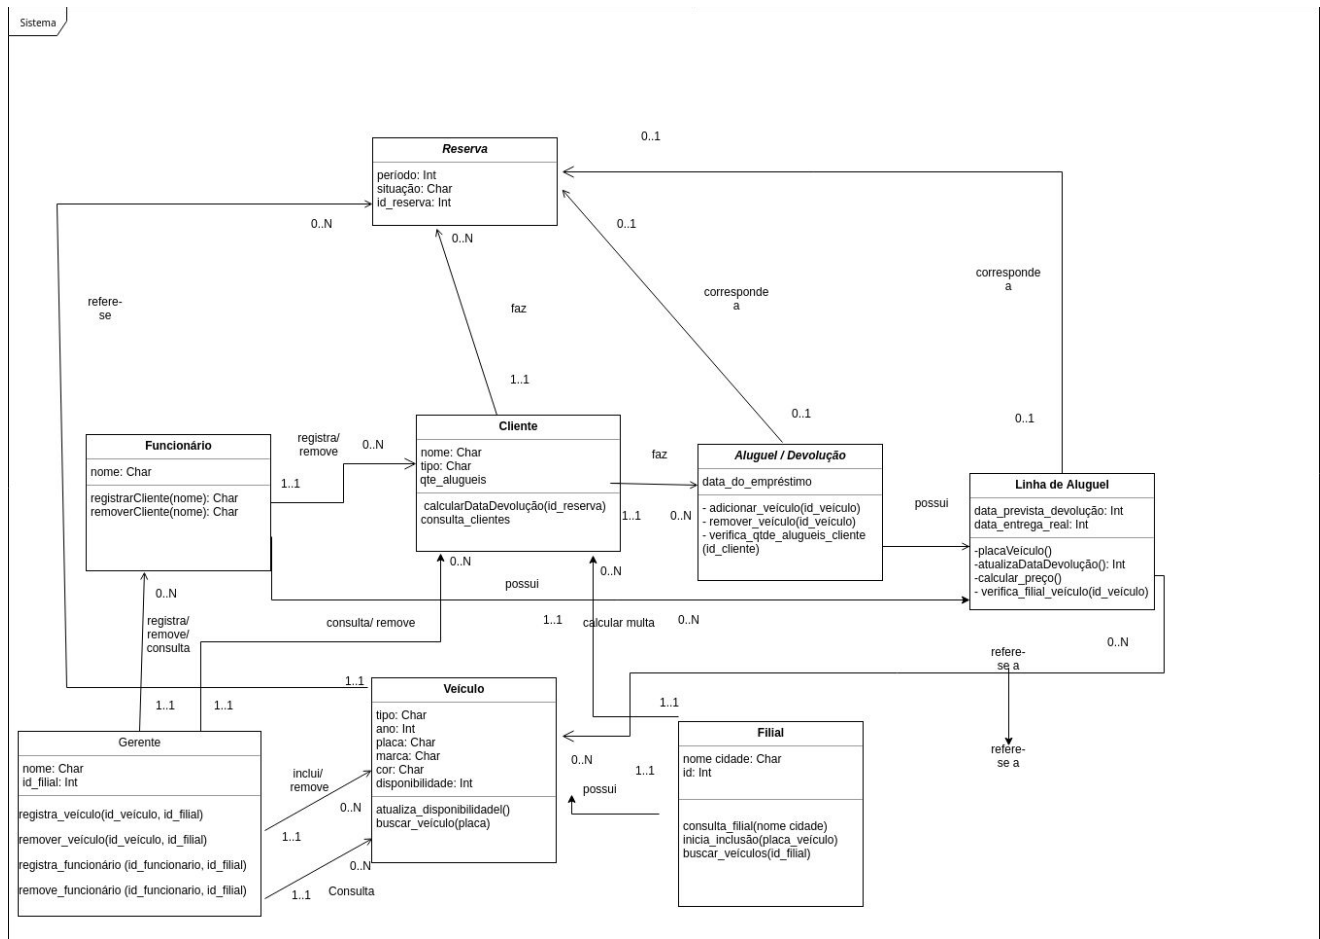 Sistema
0..1
Reserva
período: Int
situação: Char
id_reserva: Int
0..N
0..N
0..1
refere-
se
faz
corresponde
a
corresponde
a
1..1
0..1
0..1
Funcionário
nome: Char
registrarCliente(nome): Char
removerCliente(nome): Char
registra/
remove
0..N
1..1
Cliente
nome: Char
tipo: Char
qte_alugueis
calcularDataDevolução(id_reserva)
consulta_clientes
faz
1..1
0..N
Aluguel / Devolução
data_do_empréstimo
- adicionar_veículo(id_veículo)
- remover_veículo(id_veículo)
- verifica_qtde_alugueis_cliente
(id_cliente)
possui
Linha de Aluguel
data_prevista_devolução: Int
data_entrega_real: Int
-placaVeículo()
-atualizaDataDevolução(): Int
-calcular_preço()
- verifica_filial_veículo(id_veículo)
0..N
0..N
possui
0..N
registra/
remove/
consulta
consulta/ remove
1..1
calcular multa
0..N
0..N
refere-
se a
1..1
1..1
1..1
1..1
Gerente
nome: Char
id_filial: Int
registra_veículo(id_veículo, id_filial)
remover_veículo(id_veículo, id_filial)
registra_funcionário (id_funcionario, id_filial)
remove_funcionário (id_funcionario, id_filial)
inclui/
remove
0..N
1..1
0..N
1..1
Consulta
Veículo
tipo: Char
ano: Int
placa: Char
marca: Char
cor: Char
disponibilidade: Int
atualiza_disponibilidadel()
buscar_veículo(placa)
0..N
1..1
possui
Filial
nome cidade: Char
id: Int
consulta_filial(nome cidade)
inicia_inclusão(placa_veículo)
buscar_veículos(id_filial)
refere-
se a